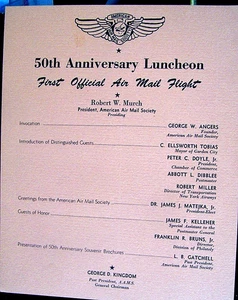 50th Anniversary Luncheon
First Official Air Mail Flight
Robert W. Murch
President, American Air Mail Society
Presiding
Invocation GEORGE W. ANGERS
Founder,
American Air Mail Society
Introduction of Distinguished Guests C. ELLSWORTH TOBIAS
Mayor of Garden City
PETER C. DOYLE, Jr.
President,
Chamber of Commerce
ABBOTT L. DIBBLEE
Postmaster
ROBERT MILLER
Director of Transportation
New York Airways
Greetings from the American Air Mail Society DR. JAMES J. MATEJKA, Jr.
President-Elect
Guests of Honor JAMES F. KELLEHER
Special Assistant to the
Postmaster General
FRANKLIN R. BRUNS, Jr.
Director,
Division of Philately
Presentation of 50th Anniversary Souvenir Brochures L. B. GATCHELL
Past President,
American Air Mail Society
GEORGE D. KINGDOM
Past President, A.A.M.S.
General Chairman